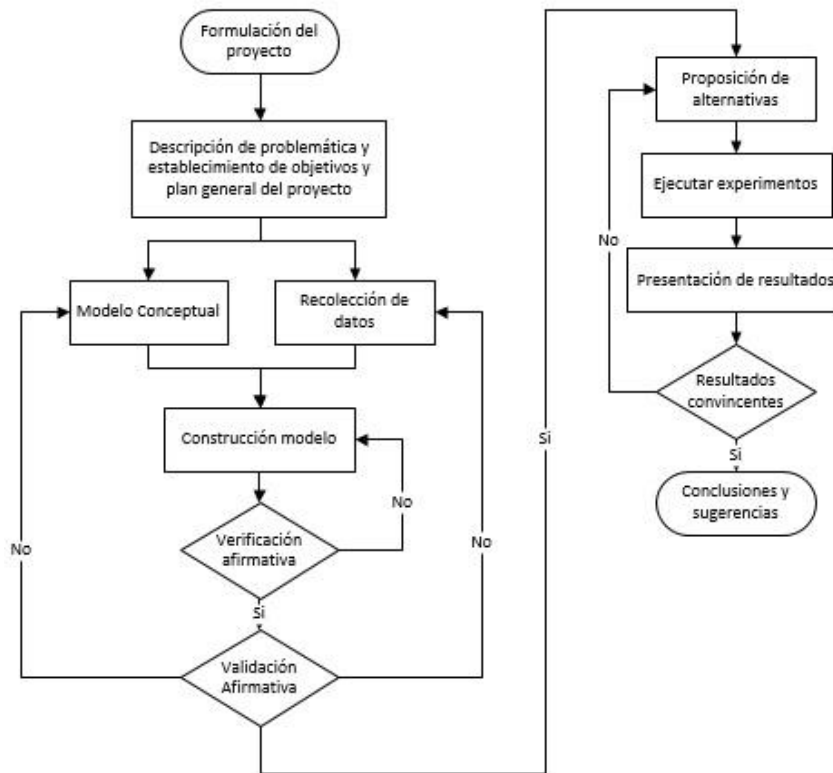 Formulación del
proyecto
Descripción de problemática y
establecimiento de objetivos y
plan general del proyecto
Modelo Conceptual
Recolección de
datos
Construcción modelo
No
Verificación
afirmativa
No
No
Si
Validación
Afirmativa
Si
Proposición de
alternativas
Ejecutar experimentos
No
Presentación de resultados
Resultados
convincentes
Si
Conclusiones y
sugerencias